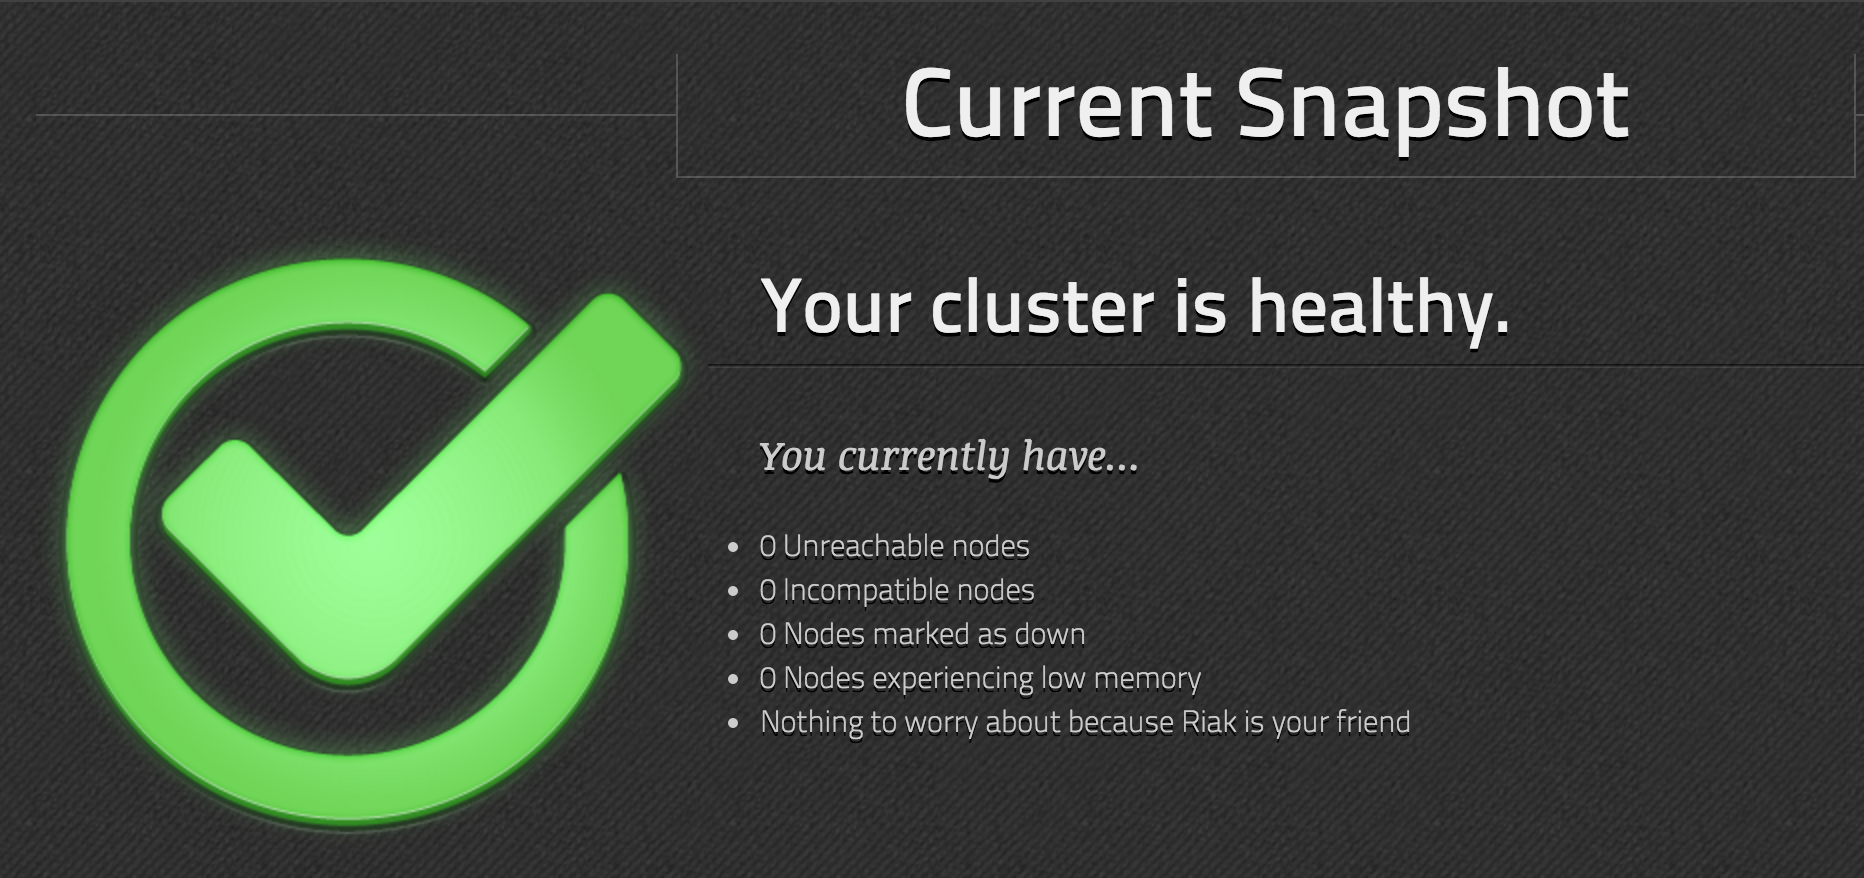 Current Snapshot
Your cluster is healthy.
You currently have...
0 Unreachable nodes
0 Incompatible nodes
0 Nodes marked as down
0 Nodes experiencing low memory
Nothing to worry about because Riak is your friend